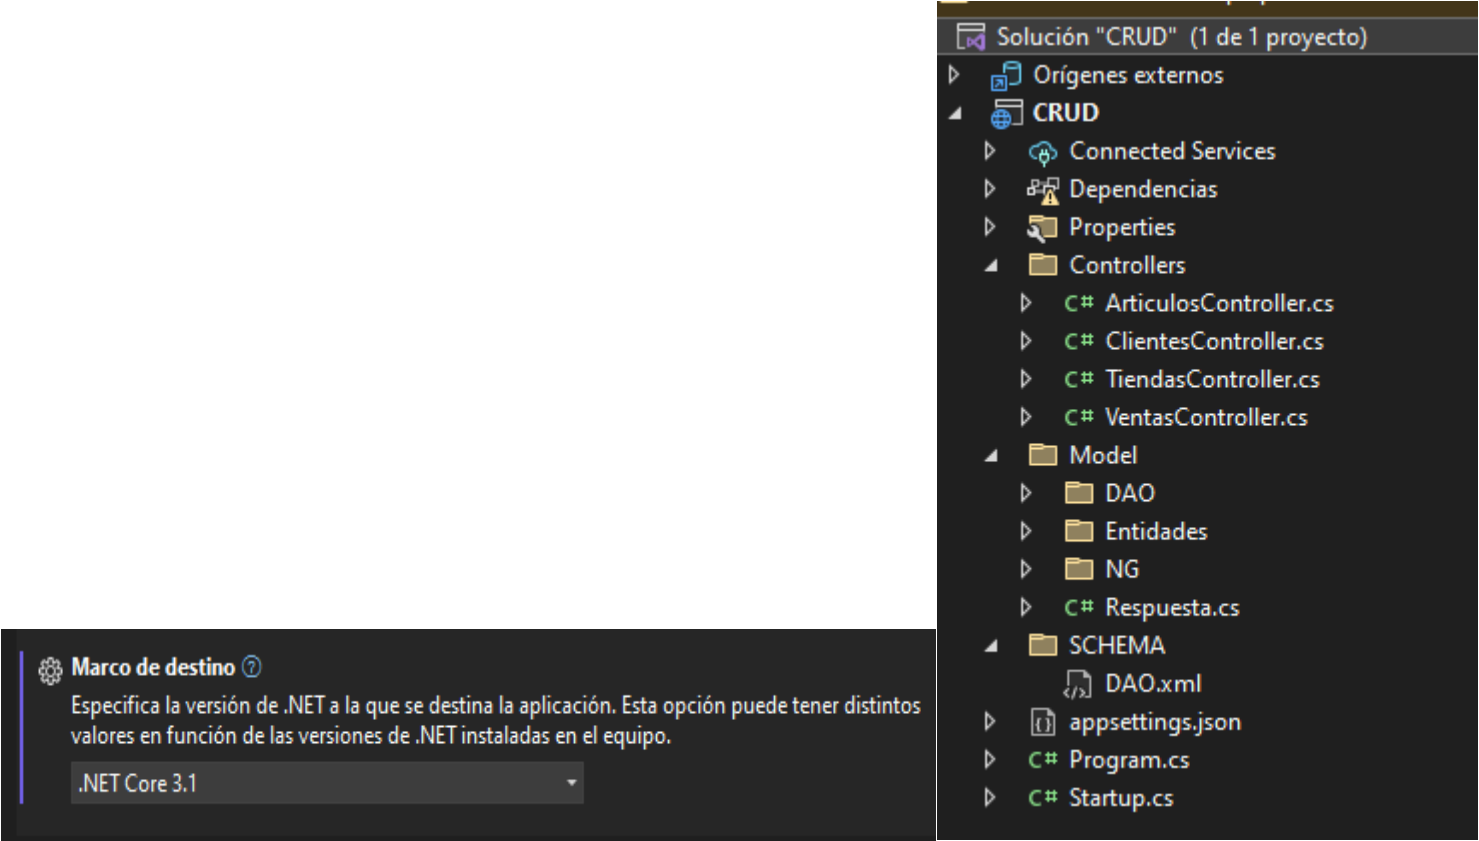 Marco de destino
Especifica la versión de .NET a la que se destina la aplicación. Esta opción puede tener distintos
valores en función de las versiones de .NET instaladas en el equipo.
.NET Core 3.1
Solución "CRUD" (1 de 1 proyecto)
Orígenes externos
CRUD
Connected Services
Dependencias
Properties
Controllers
C# ArticulosController.cs
C# ClientesController.cs
C# TiendasController.cs
C# VentasController.cs
Model
DAO
Entidades
NG
C# Respuesta.cs
SCHEMA
DAO.xml
appsettings.json
C# Program.cs
C# Startup.cs